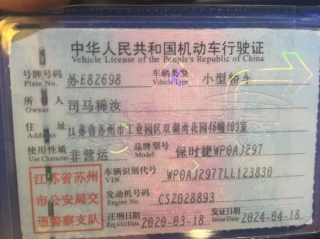 中华人民共和国机动车行驶证
Vehicle License of the People's Republic of China
号牌号码 苏E82698 车辆类型 小型轿车
Plate No. Vehicle Type
所有人 司马稀汝
Owner
住址 江苏省苏州市工业园区双湖湾花园46幢109室
Address
使用性质 非营运 品牌型号 保时捷WP0AJ297
Use Character Model
江苏省苏州市公安局交通警察支队
车辆识别代号 WP0AJ2977LL123830
VIN
发动机号码 CSZ028893
Engine No.
注册日期 2020-03-18 发证日期 2024-04-18
Register Date Issue Date